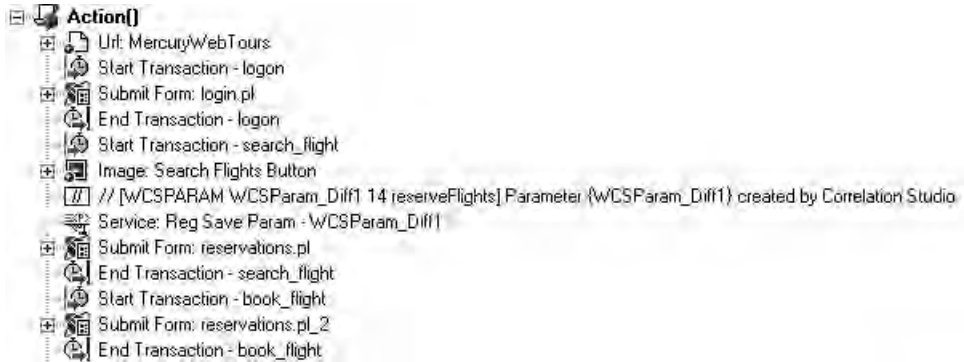 Action()
Url: MercuryWebTours
Start Transaction - logon
Submit Form: login.pl
End Transaction - logon
Start Transaction - search_flight
Image: Search Flights Button
// [WCSPARAM WCSParam_Diff1 14 reserveFlights] Parameter {WCSParam_Diff1} created by Correlation Studio
Service: Reg Save Param - WCSParam_Diff1
Submit Form: reservations.pl
End Transaction - search_flight
Start Transaction - book_flight
Submit Form: reservations.pl_2
End Transaction - book_flight